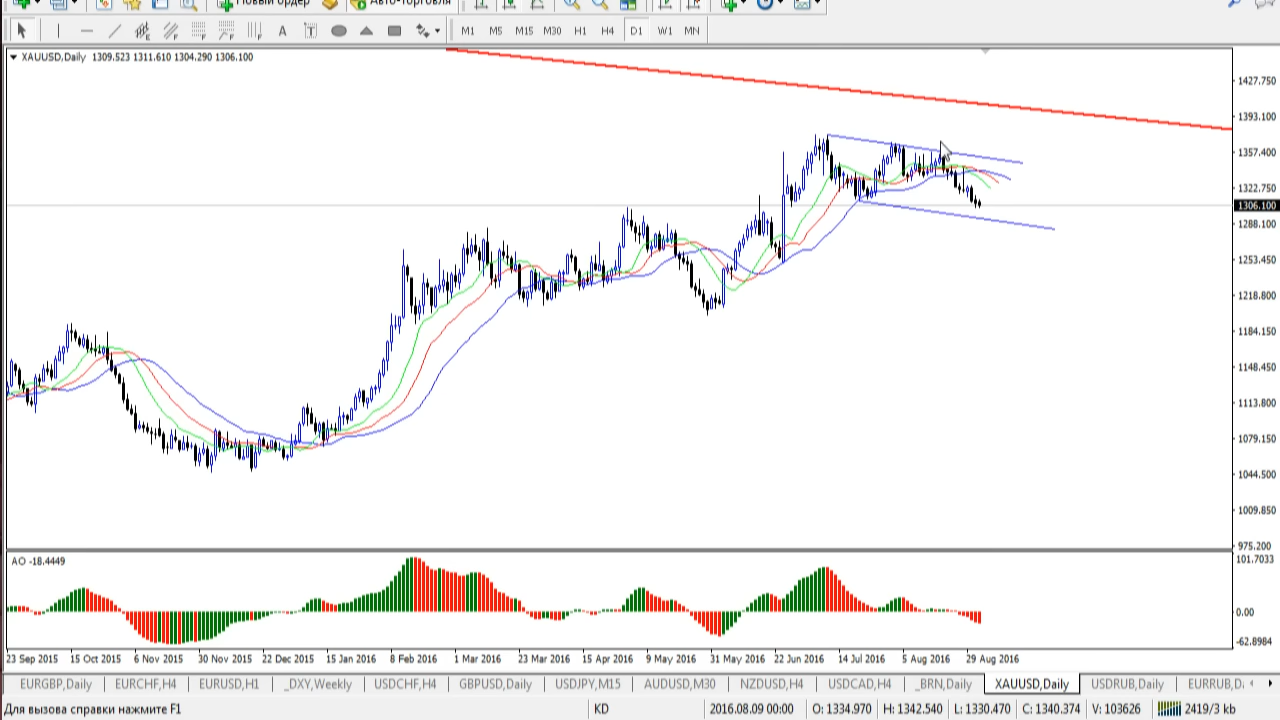 Новый ордер Авто-торговля
A T M1 M5 M15 M30 H1 H4 D1 W1 MN
XAUUSD,Daily 1309.523 1311.610 1304.290 1306.100
1427.750
1393.100
1357.400
1322.750
1306.100
1288.100
1253.450
1218.800
1184.150
1148.450
1113.800
1079.150
1044.500
1009.850
975.200
AO -18.4449
101.7033
0.00
-62.8984
23 Sep 2015 15 Oct 2015 6 Nov 2015 30 Nov 2015 22 Dec 2015 15 Jan 2016 8 Feb 2016 1 Mar 2016 23 Mar 2016 15 Apr 2016 9 May 2016 31 May 2016 22 Jun 2016 14 Jul 2016 5 Aug 2016 29 Aug 2016
EURGBP,Daily EURCHF,H4 EURUSD,H1 _DXY,Weekly USDCHF,H4 GBPUSD,Daily USDJPY,M15 AUDUSD,M30 NZDUSD,H4 USDCAD,H4 _BRN,Daily XAUUSD,Daily USDRUB,Daily EURRUB,D
Для вызова справки нажмите F1 KD 2016.08.09 00:00 O: 1334.970 H: 1342.540 L: 1330.470 C: 1340.374 V: 103626 2419/3 kb